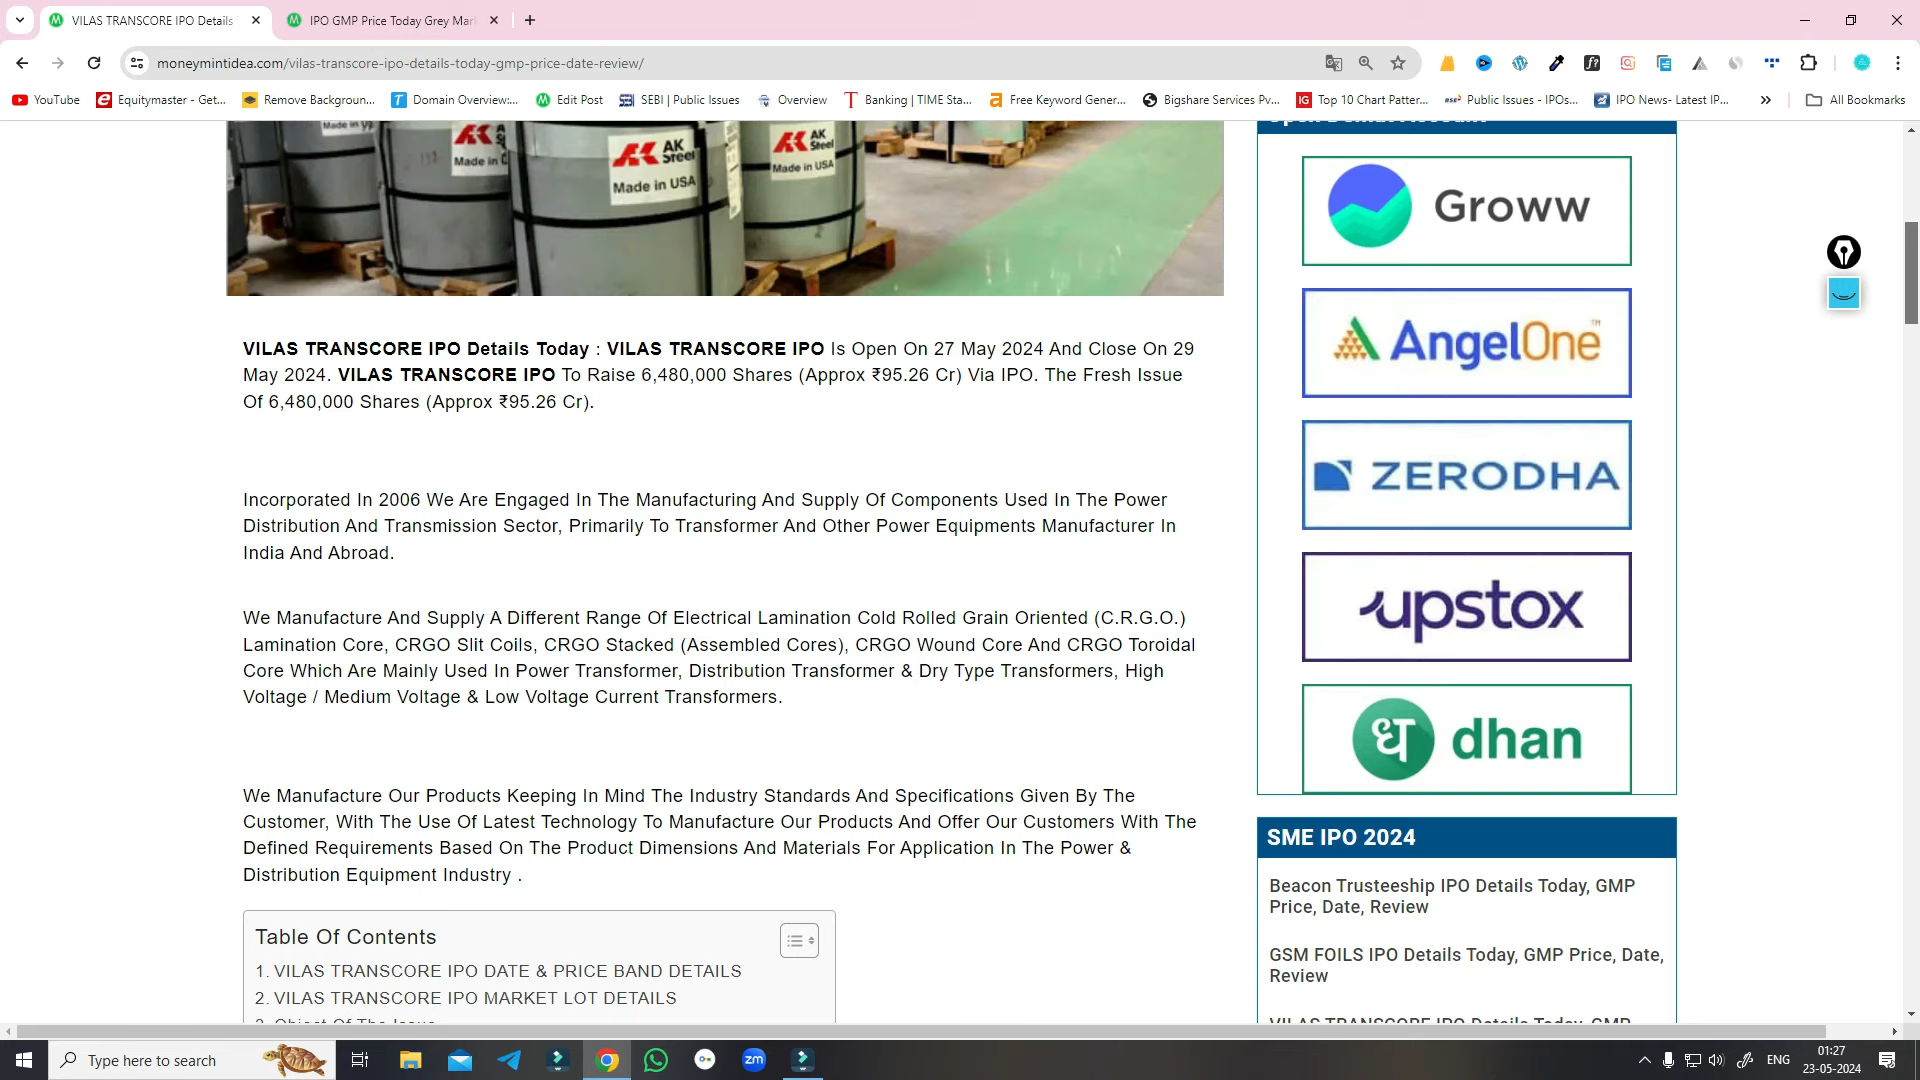 VILAS TRANSCORE IPO Details
IPO GMP Price Today Grey Mar
moneymintidea.com/vilas-transcore-ipo-details-today-gmp-price-date-review/
YouTube
Equitymaster - Get...
Remove Backgroun...
Domain Overview:...
Edit Post
SEBI | Public Issues
Overview
Banking | TIME Sta...
Free Keyword Gener...
Bigshare Services Pv...
Top 10 Chart Patter...
Public Issues - IPOs...
IPO News- Latest IP...
All Bookmarks
AK
Steel
Made in USA
AK
Steel
Made in USA
Groww
AngelOne
ZERODHA
upstox
ध dhan
VILAS TRANSCORE IPO Details Today : VILAS TRANSCORE IPO Is Open On 27 May 2024 And Close On 29
May 2024. VILAS TRANSCORE IPO To Raise 6,480,000 Shares (Approx ₹95.26 Cr) Via IPO. The Fresh Issue
Of 6,480,000 Shares (Approx ₹95.26 Cr).
Incorporated In 2006 We Are Engaged In The Manufacturing And Supply Of Components Used In The Power
Distribution And Transmission Sector, Primarily To Transformer And Other Power Equipments Manufacturer In
India And Abroad.
We Manufacture And Supply A Different Range Of Electrical Lamination Cold Rolled Grain Oriented (C.R.G.O.)
Lamination Core, CRGO Slit Coils, CRGO Stacked (Assembled Cores), CRGO Wound Core And CRGO Toroidal
Core Which Are Mainly Used In Power Transformer, Distribution Transformer & Dry Type Transformers, High
Voltage / Medium Voltage & Low Voltage Current Transformers.
We Manufacture Our Products Keeping In Mind The Industry Standards And Specifications Given By The
Customer, With The Use Of Latest Technology To Manufacture Our Products And Offer Our Customers With The
Defined Requirements Based On The Product Dimensions And Materials For Application In The Power &
Distribution Equipment Industry .
Table Of Contents
1. VILAS TRANSCORE IPO DATE & PRICE BAND DETAILS
2. VILAS TRANSCORE IPO MARKET LOT DETAILS
SME IPO 2024
Beacon Trusteeship IPO Details Today, GMP
Price, Date, Review
GSM FOILS IPO Details Today, GMP Price, Date,
Review
VILAS TRANSCORE IPO Details Today, GMP
Type here to search
zm
ENG
01:27
23-05-2024